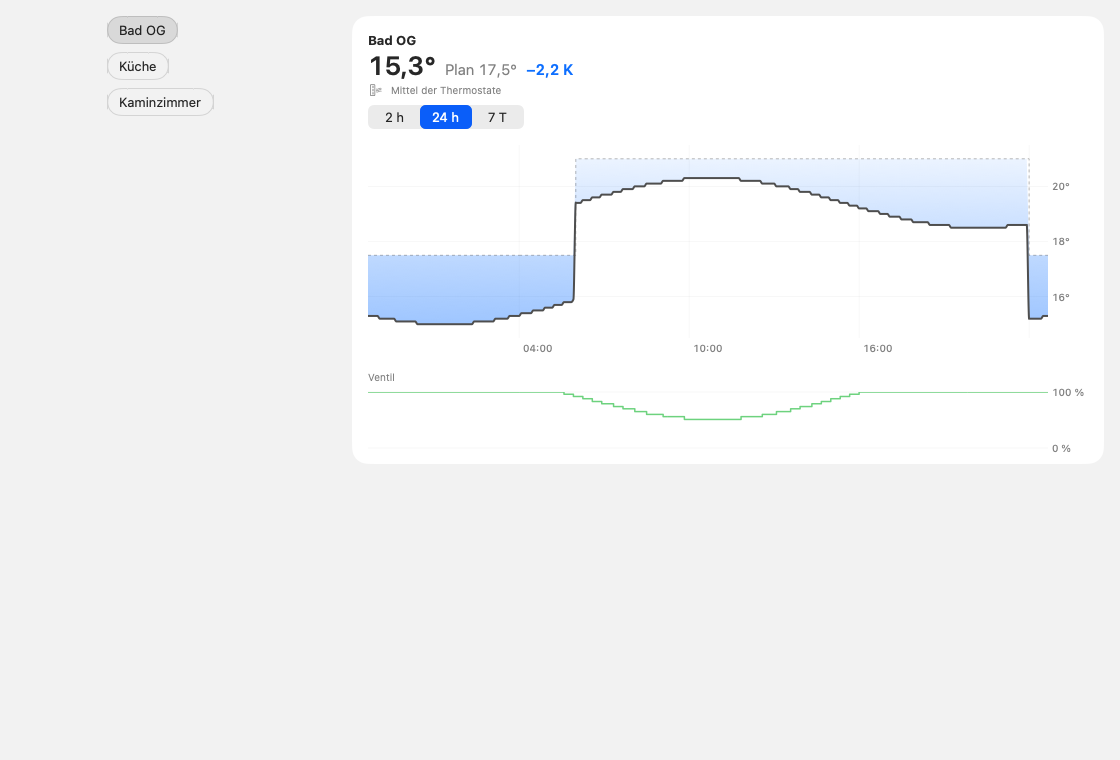 Bad OG
Küche
Kaminzimmer
Bad OG
15,3° Plan 17,5° −2,2 K
Mittel der Thermostate
2 h 24 h 7 T
20°
18°
16°
04:00 10:00 16:00
Ventil
100 %
0 %